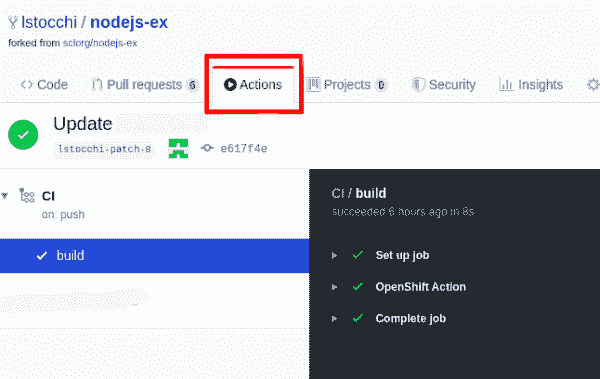 lstocchi / nodejs-ex
forked from sclorg/nodejs-ex
Code Pull requests 6 Actions Projects 0 Security Insights
Update
lstocchi-patch-8 e617f4e
CI
on: push
build
CI / build
succeeded 6 hours ago in 8s
Set up job
OpenShift Action
Complete job